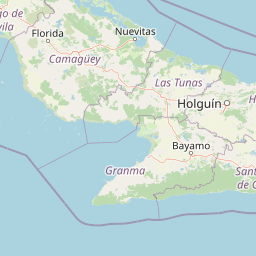 go de
vila
Florida
Nuevitas
Camagüey
Las Tunas
Holguín
H
Bayamo
Granma
Sant
de C